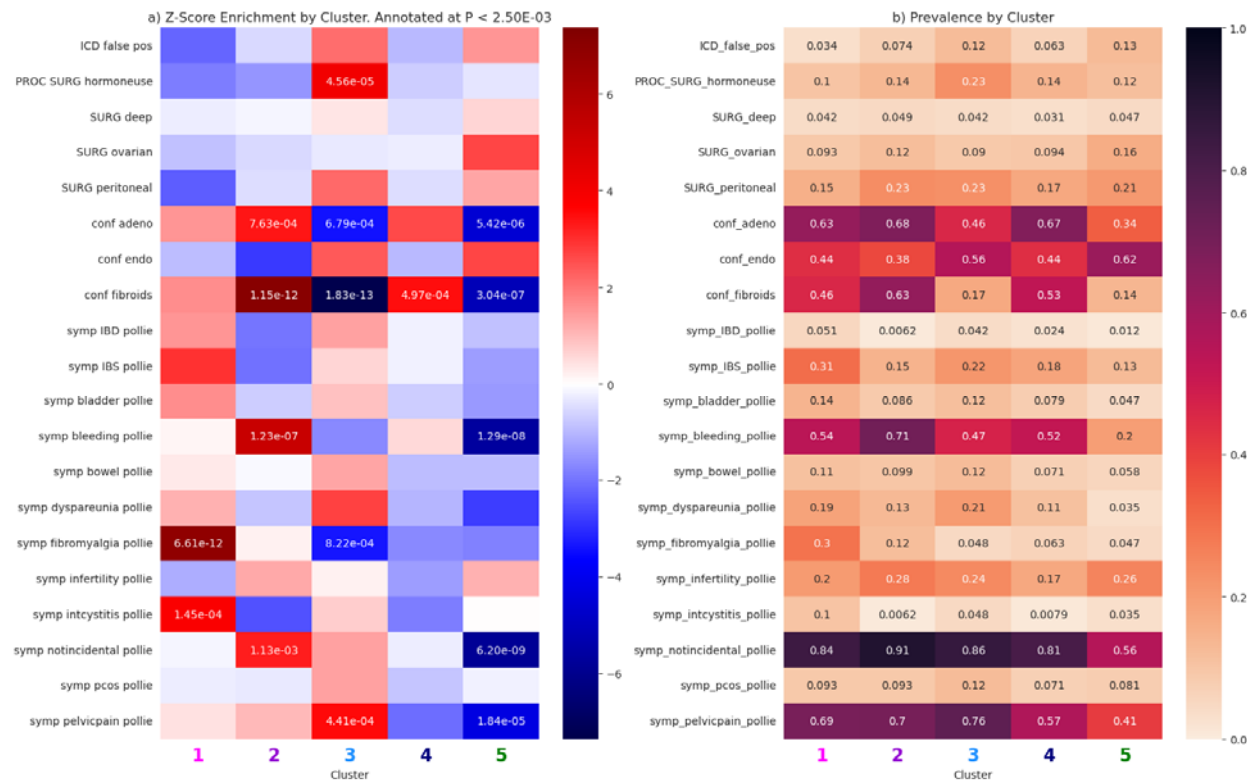 a) Z-Score Enrichment by Cluster. Annotated at P < 2.50E-03
ICD false pos
PROC SURG hormoneuse 4.56e-05
SURG deep
SURG ovarian
SURG peritoneal
conf adeno 7.63e-04 6.79e-04 5.42e-06
conf endo
conf fibroids 1.15e-12 1.83e-13 4.97e-04 3.04e-07
symp IBD pollie
symp IBS pollie
symp bladder pollie
symp bleeding pollie 1.23e-07 1.29e-08
symp bowel pollie
symp dyspareunia pollie
symp fibromyalgia pollie 6.61e-12 8.22e-04
symp infertility pollie
symp intcystitis pollie 1.45e-04
symp notincidental pollie 1.13e-03 6.20e-09
symp pcos pollie
symp pelvicpain pollie 4.41e-04 1.84e-05
1 2 3 4 5
Cluster
6
4
2
0
−2
−4
−6
b) Prevalence by Cluster
ICD_false_pos 0.034 0.074 0.12 0.063 0.13
PROC_SURG_hormoneuse 0.1 0.14 0.23 0.14 0.12
SURG_deep 0.042 0.049 0.042 0.031 0.047
SURG_ovarian 0.093 0.12 0.09 0.094 0.16
SURG_peritoneal 0.15 0.23 0.23 0.17 0.21
conf_adeno 0.63 0.68 0.46 0.67 0.34
conf_endo 0.44 0.38 0.56 0.44 0.62
conf_fibroids 0.46 0.63 0.17 0.53 0.14
symp_IBD_pollie 0.051 0.0062 0.042 0.024 0.012
symp_IBS_pollie 0.31 0.15 0.22 0.18 0.13
symp_bladder_pollie 0.14 0.086 0.12 0.079 0.047
symp_bleeding_pollie 0.54 0.71 0.47 0.52 0.2
symp_bowel_pollie 0.11 0.099 0.12 0.071 0.058
symp_dyspareunia_pollie 0.19 0.13 0.21 0.11 0.035
symp_fibromyalgia_pollie 0.3 0.12 0.048 0.063 0.047
symp_infertility_pollie 0.2 0.28 0.24 0.17 0.26
symp_intcystitis_pollie 0.1 0.0062 0.048 0.0079 0.035
symp_notincidental_pollie 0.84 0.91 0.86 0.81 0.56
symp_pcos_pollie 0.093 0.093 0.12 0.071 0.081
symp_pelvicpain_pollie 0.69 0.7 0.76 0.57 0.41
1 2 3 4 5
Cluster
1.0
0.8
0.6
0.4
0.2
0.0